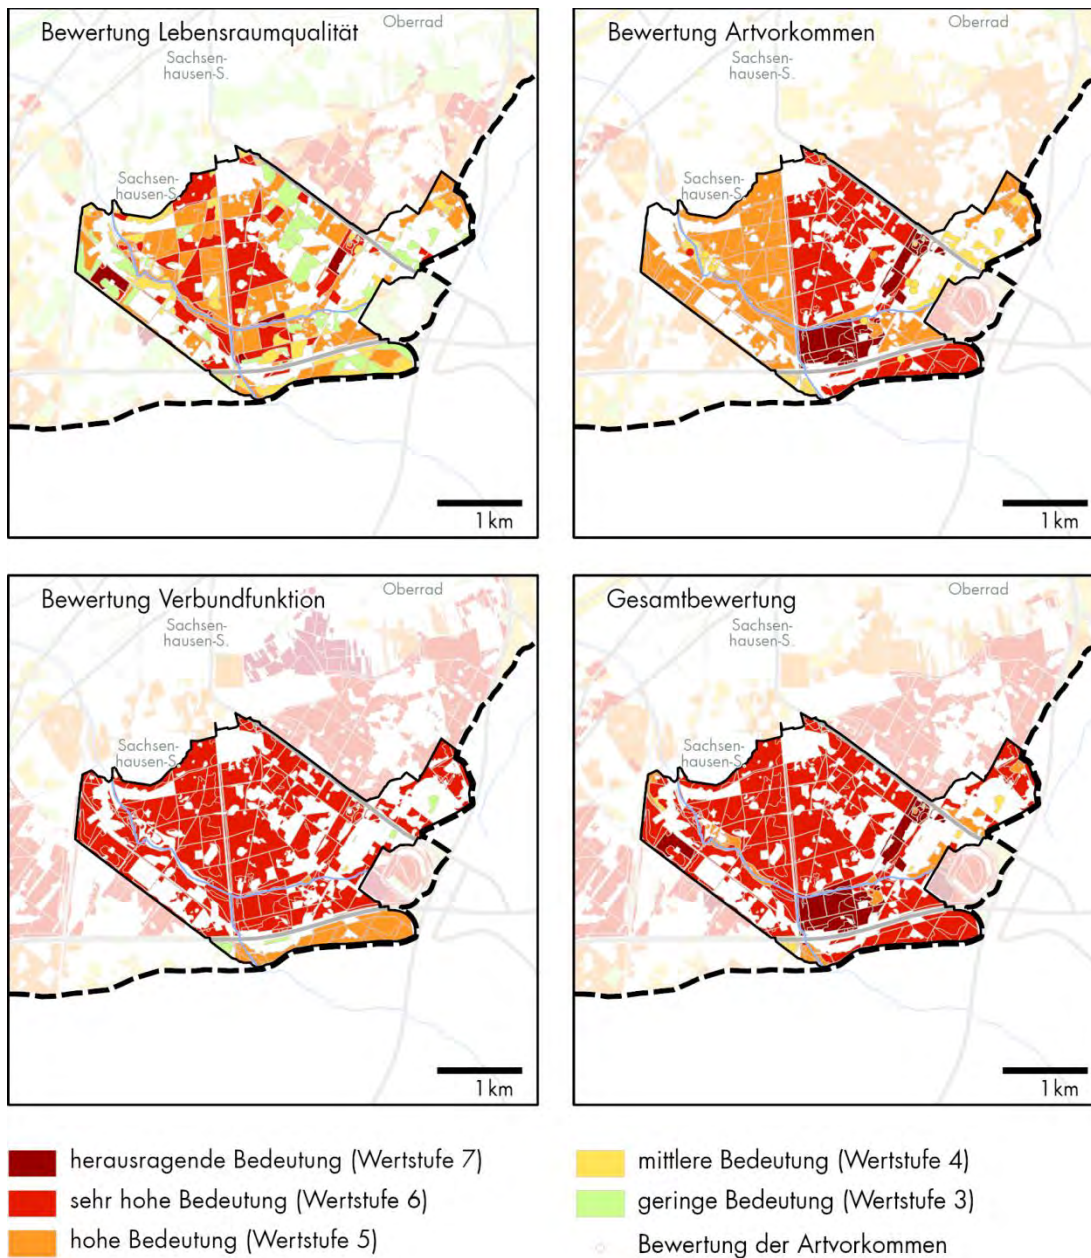 Bewertung Lebensraumqualität
Oberrad
Sachsen-
hausen-S.
Sachsen-
hausen-S.
1 km
Bewertung Artvorkommen
Oberrad
Sachsen-
hausen-S.
Sachsen-
hausen-S.
1 km
Bewertung Verbundfunktion
Oberrad
Sachsen-
hausen-S.
Sachsen-
hausen-S.
1 km
Gesamtbewertung
Oberrad
Sachsen-
hausen-S.
Sachsen-
hausen-S.
1 km
herausragende Bedeutung (Wertstufe 7)
sehr hohe Bedeutung (Wertstufe 6)
hohe Bedeutung (Wertstufe 5)
mittlere Bedeutung (Wertstufe 4)
geringe Bedeutung (Wertstufe 3)
Bewertung der Artvorkommen